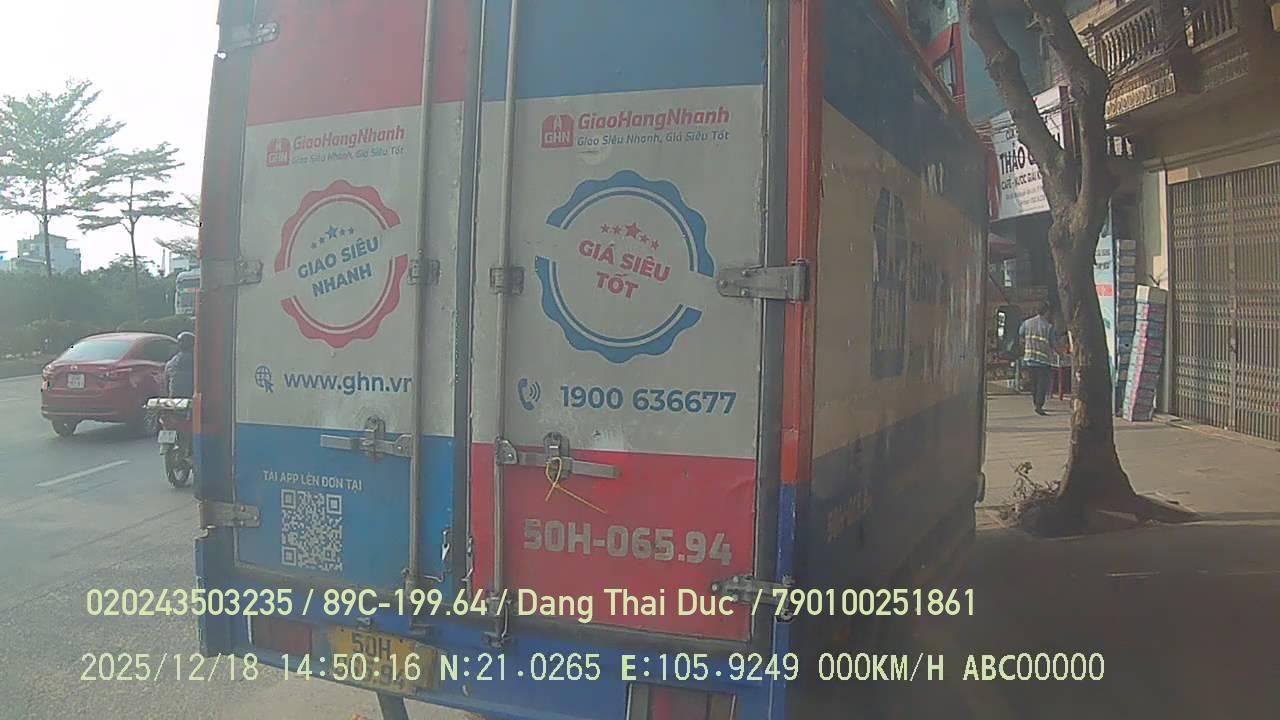 GiaoHangNhanh
GHN
Giao Siêu Nhanh, Giá Siêu Tốt
GIAO SIÊU
NHANH
www.ghn.vn
TẢI APP LÊN ĐƠN TẠI
GiaoHangNhanh
GHN
Giao Siêu Nhanh, Giá Siêu Tốt
GIÁ SIÊU
TỐT
1900 636677
50H-065.94
50H
THẢO
020243503235 / 89C-199.64 / Dang Thai Duc / 790100251861
2025/12/18 14:50:16 N:21.0265 E:105.9249 000KM/H ABC00000